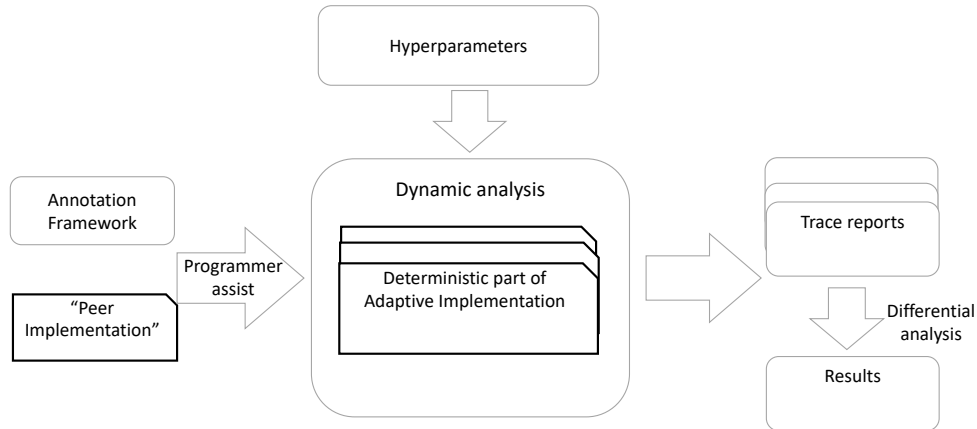 Hyperparameters
Dynamic analysis
Annotation
Framework
Programmer
assist
“Peer
Implementation”
Deterministic part of
Adaptive Implementation
Trace reports
Differential
analysis
Results